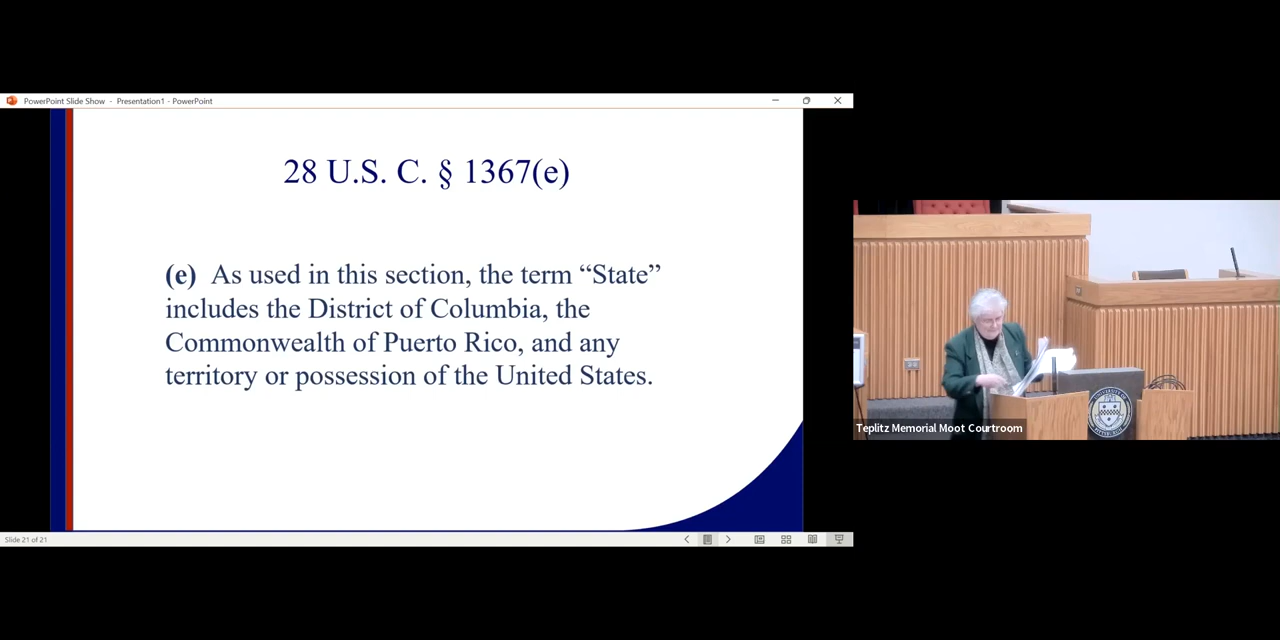 PowerPoint Slide Show - Presentation1 - PowerPoint
28 U.S. C. § 1367(e)
(e) As used in this section, the term “State”
includes the District of Columbia, the
Commonwealth of Puerto Rico, and any
territory or possession of the United States.
Slide 21 of 21
Teplitz Memorial Moot Courtroom